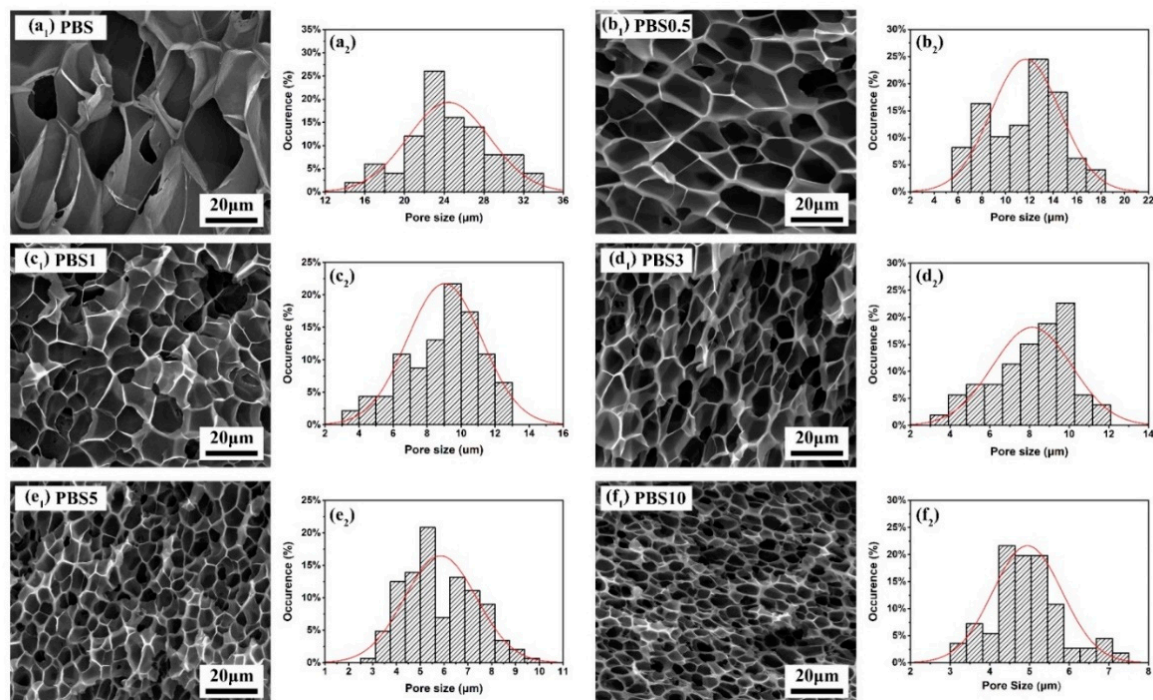 (a1) PBS
20μm
(a2)
Occurence (%)
35%
30%
25%
20%
15%
10%
5%
0%
12 16 20 24 28 32 36
Pore size (μm)
(b1) PBS0.5
20μm
(b2)
Occurence (%)
35%
30%
25%
20%
15%
10%
5%
0%
2 4 6 8 10 12 14 16 18 20 22
Pore size (μm)
(c1) PBS1
20μm
(c2)
Occurence (%)
25%
20%
15%
10%
5%
0%
2 4 6 8 10 12 14 16
Pore size (um)
(d1) PBS3
20μm
(d2)
Occurence (%)
30%
25%
20%
15%
10%
5%
0%
2 4 6 8 10 12 14
Pore size (μm)
(e1) PBS5
20μm
(e2)
Occurence (%)
25%
20%
15%
10%
5%
0%
1 2 3 4 5 6 7 8 9 10 11
Pore size (μm)
(f1) PBS10
20μm
(f2)
Occurence (%)
30%
25%
20%
15%
10%
5%
0%
2 3 4 5 6 7 8
Pore Size (μm)